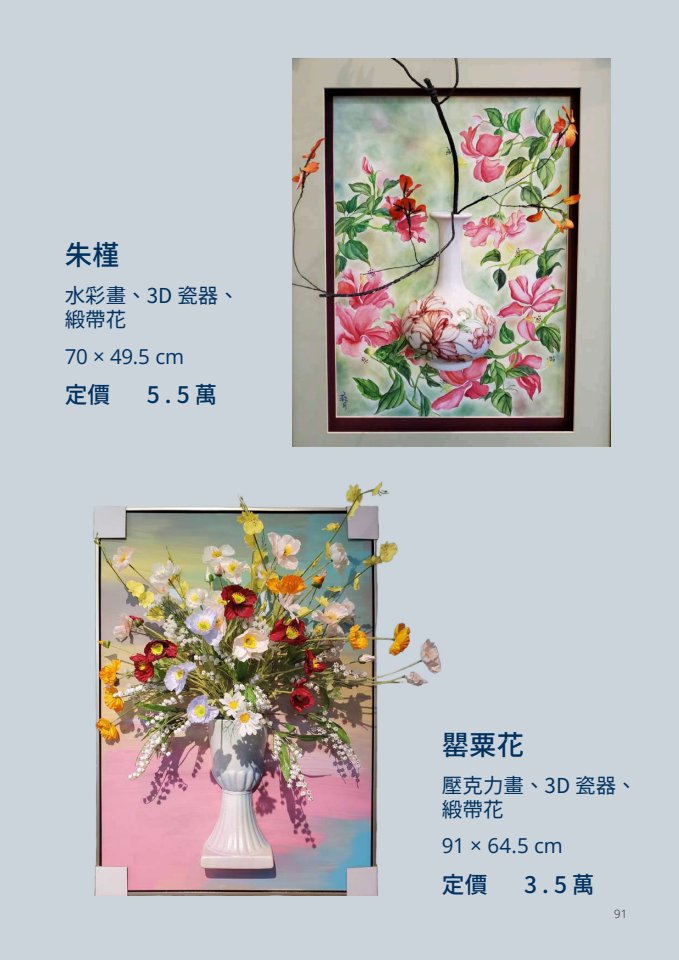 朱槿
水彩畫、3D 瓷器、
緞帶花
70 × 49.5 cm
定價 5.5萬
罌粟花
壓克力畫、3D 瓷器、
緞帶花
91 × 64.5 cm
定價 3.5萬
91